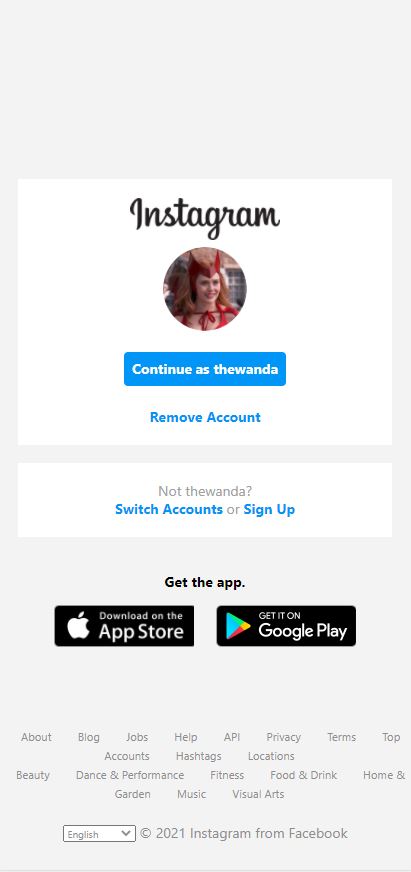 Instagram
Continue as thewanda
Remove Account
Not thewanda?
Switch Accounts or Sign Up
Get the app.
Download on the
App Store
GET IT ON
Google Play
About Blog Jobs Help API Privacy Terms Top
Accounts Hashtags Locations
Beauty Dance & Performance Fitness Food & Drink Home &
Garden Music Visual Arts
English © 2021 Instagram from Facebook